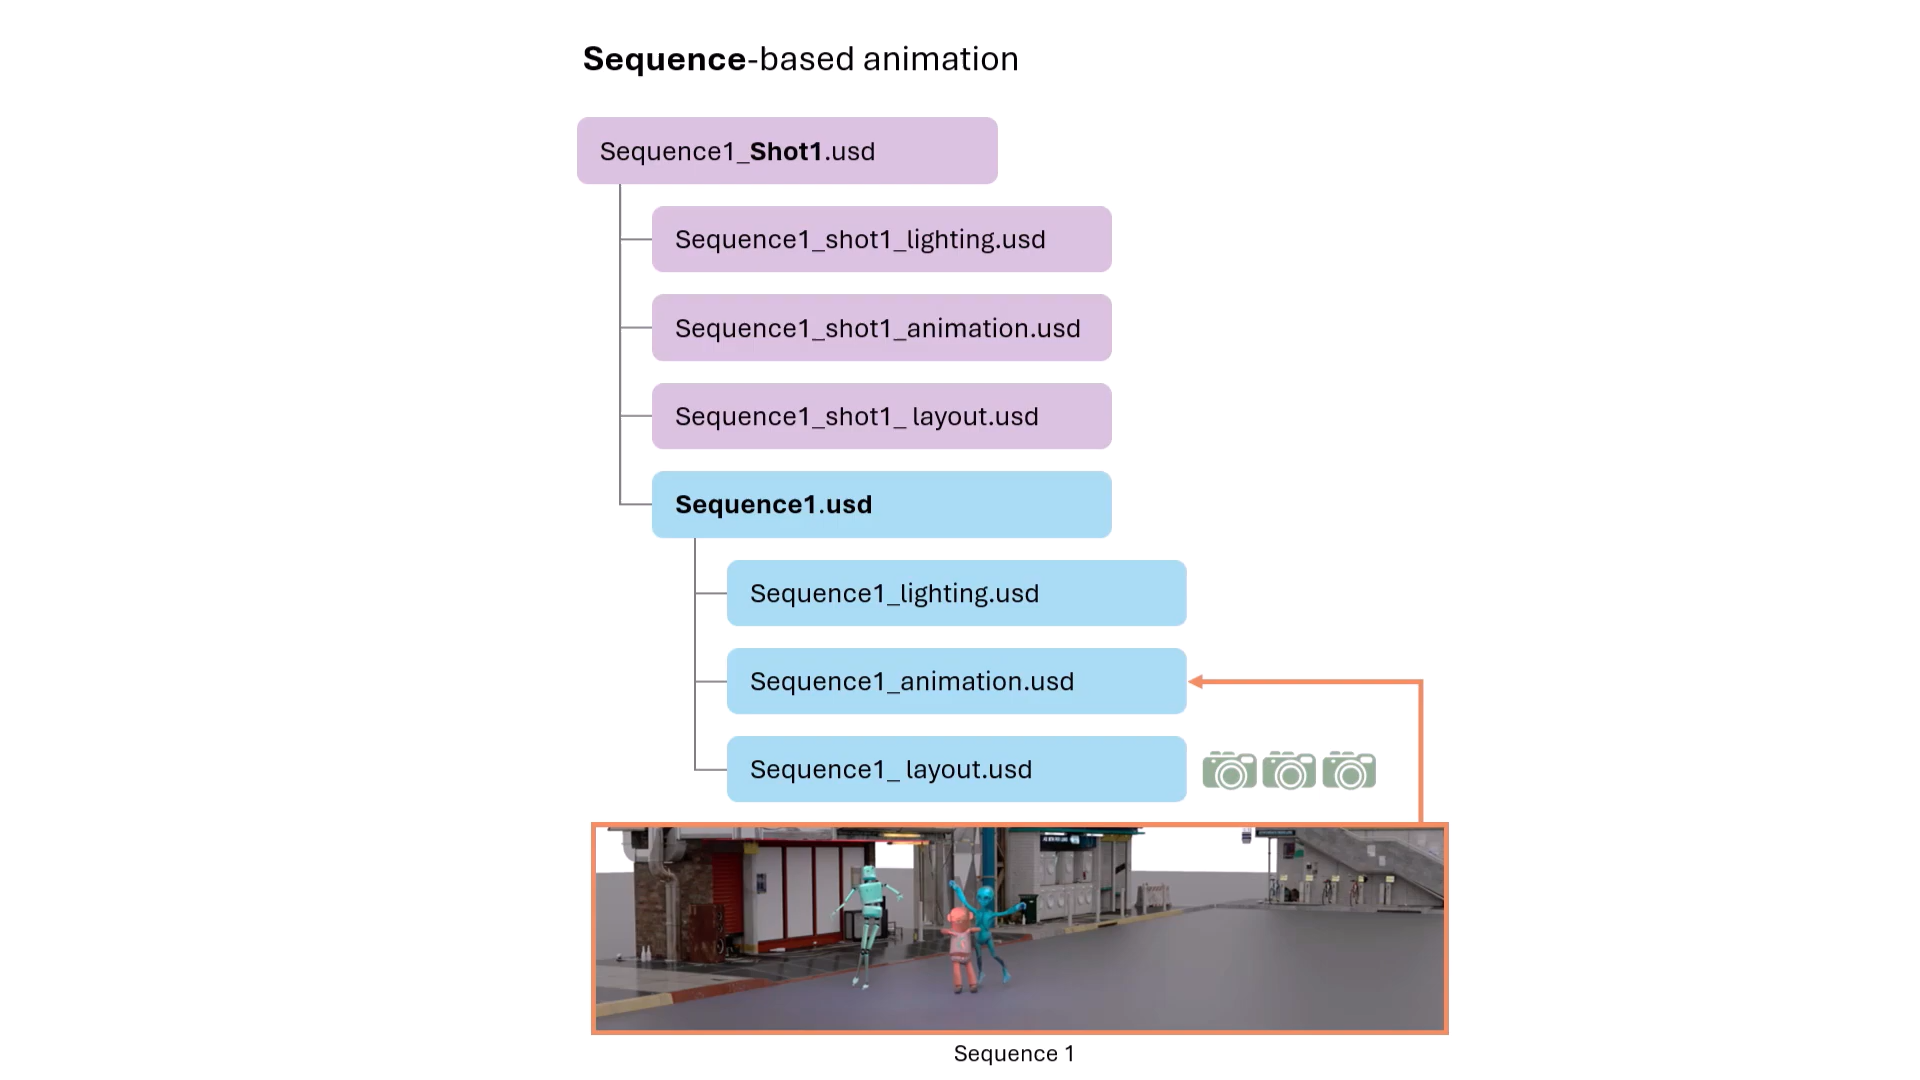 Sequence-based animation
Sequence1_Shot1.usd
Sequence1_shot1_lighting.usd
Sequence1_shot1_animation.usd
Sequence1_shot1_ layout.usd
Sequence1.usd
Sequence1_lighting.usd
Sequence1_animation.usd
Sequence1_ layout.usd
Sequence 1